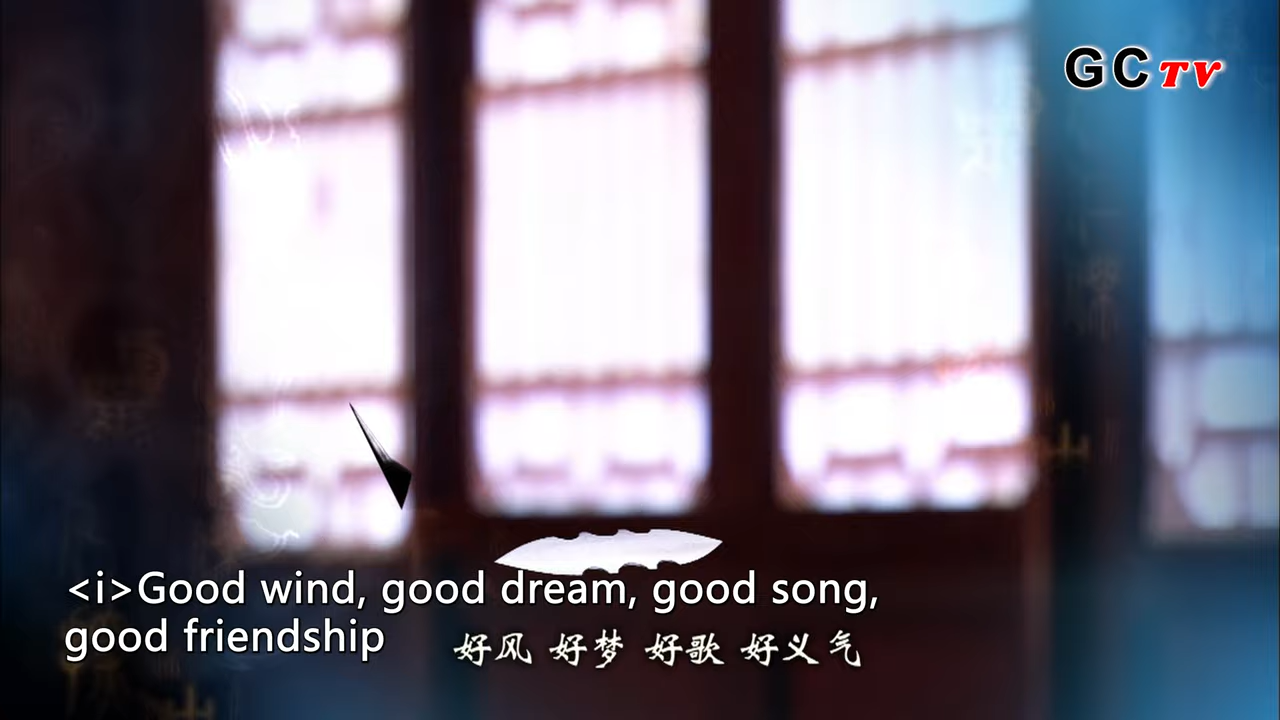 GCTV
<i>Good wind, good dream, good song,
good friendship
好风 好梦 好歌 好义气